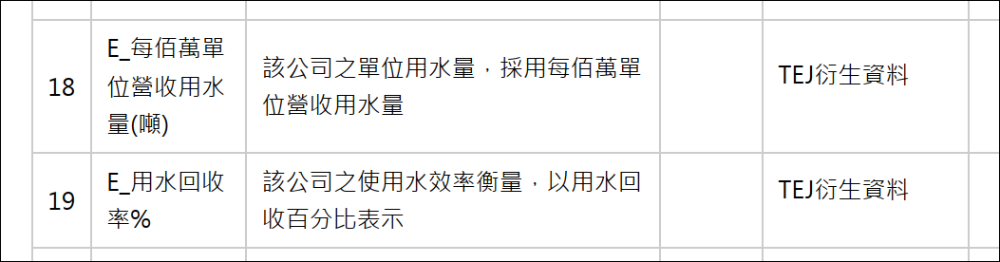 18
E_每佰萬單
位營收用水
量(噸)
該公司之單位用水量，採用每佰萬單
位營收用水量
TEJ衍生資料
19
E_用水回收
率%
該公司之使用水效率衡量，以用水回
收百分比表示
TEJ衍生資料